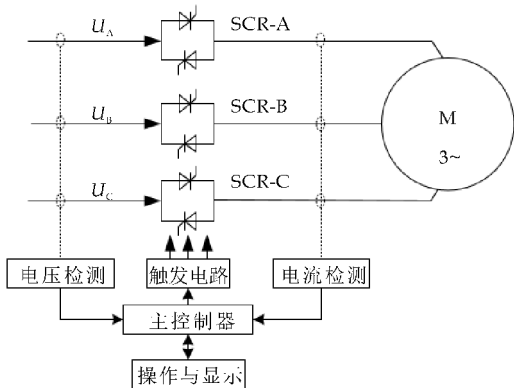 U_A
SCR-A
U_B
SCR-B
M
3~
U_C
SCR-C
电压检测
触发电路
电流检测
主控制器
操作与显示